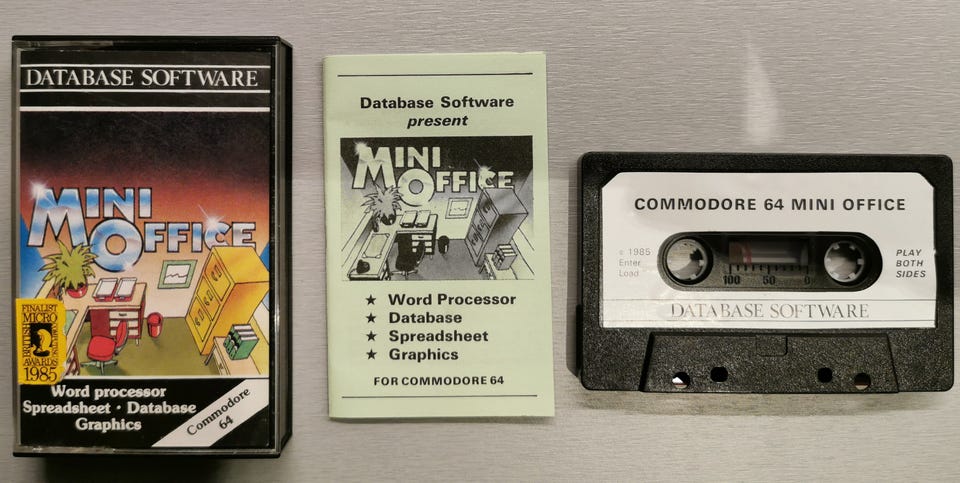 DATABASE SOFTWARE
MINI
OFFICE
FINALIST
MICRO
BRITISH
COMPUTING
AWARDS
1985
Word processor
Spreadsheet · Database
Graphics
Commodore
64
Database Software
present
MINI
OFFICE
★ Word Processor
★ Database
★ Spreadsheet
★ Graphics
FOR COMMODORE 64
COMMODORE 64 MINI OFFICE
© 1985
Enter
Load
100 50 0
PLAY
BOTH
SIDES
DATABASE SOFTWARE